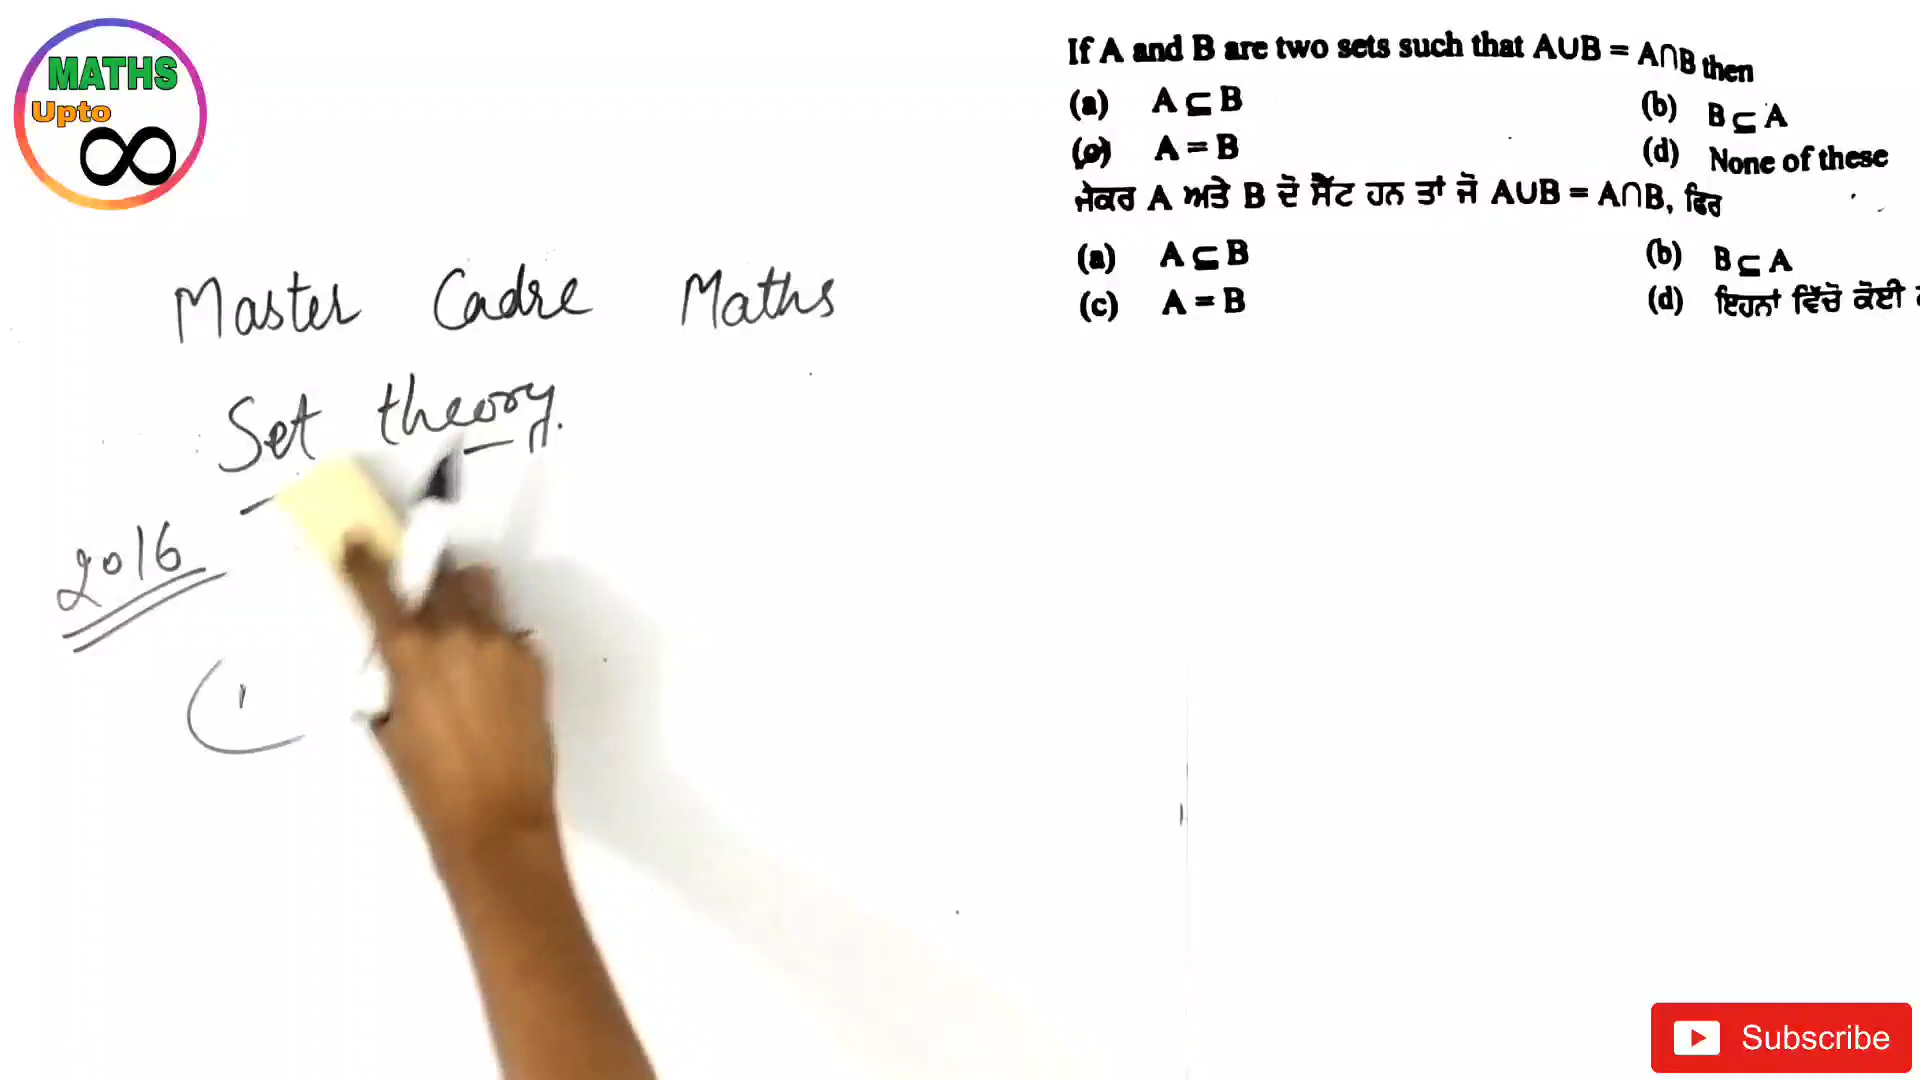 MATHS
Upto
∞
If A and B are two sets such that A∪B = A∩B then
(a) A ⊆ B (b) B ⊆ A
(c) A = B (d) None of these
ਜੇਕਰ A ਅਤੇ B ਦੋ ਸੈੱਟ ਹਨ ਤਾਂ ਜੋ A∪B = A∩B, ਫਿਰ
(a) A ⊆ B (b) B ⊆ A
(c) A = B (d) ਇਹਨਾਂ ਵਿੱਚੋ ਕੋਈ
Master Cadre Maths
Set theory.
2016
Subscribe